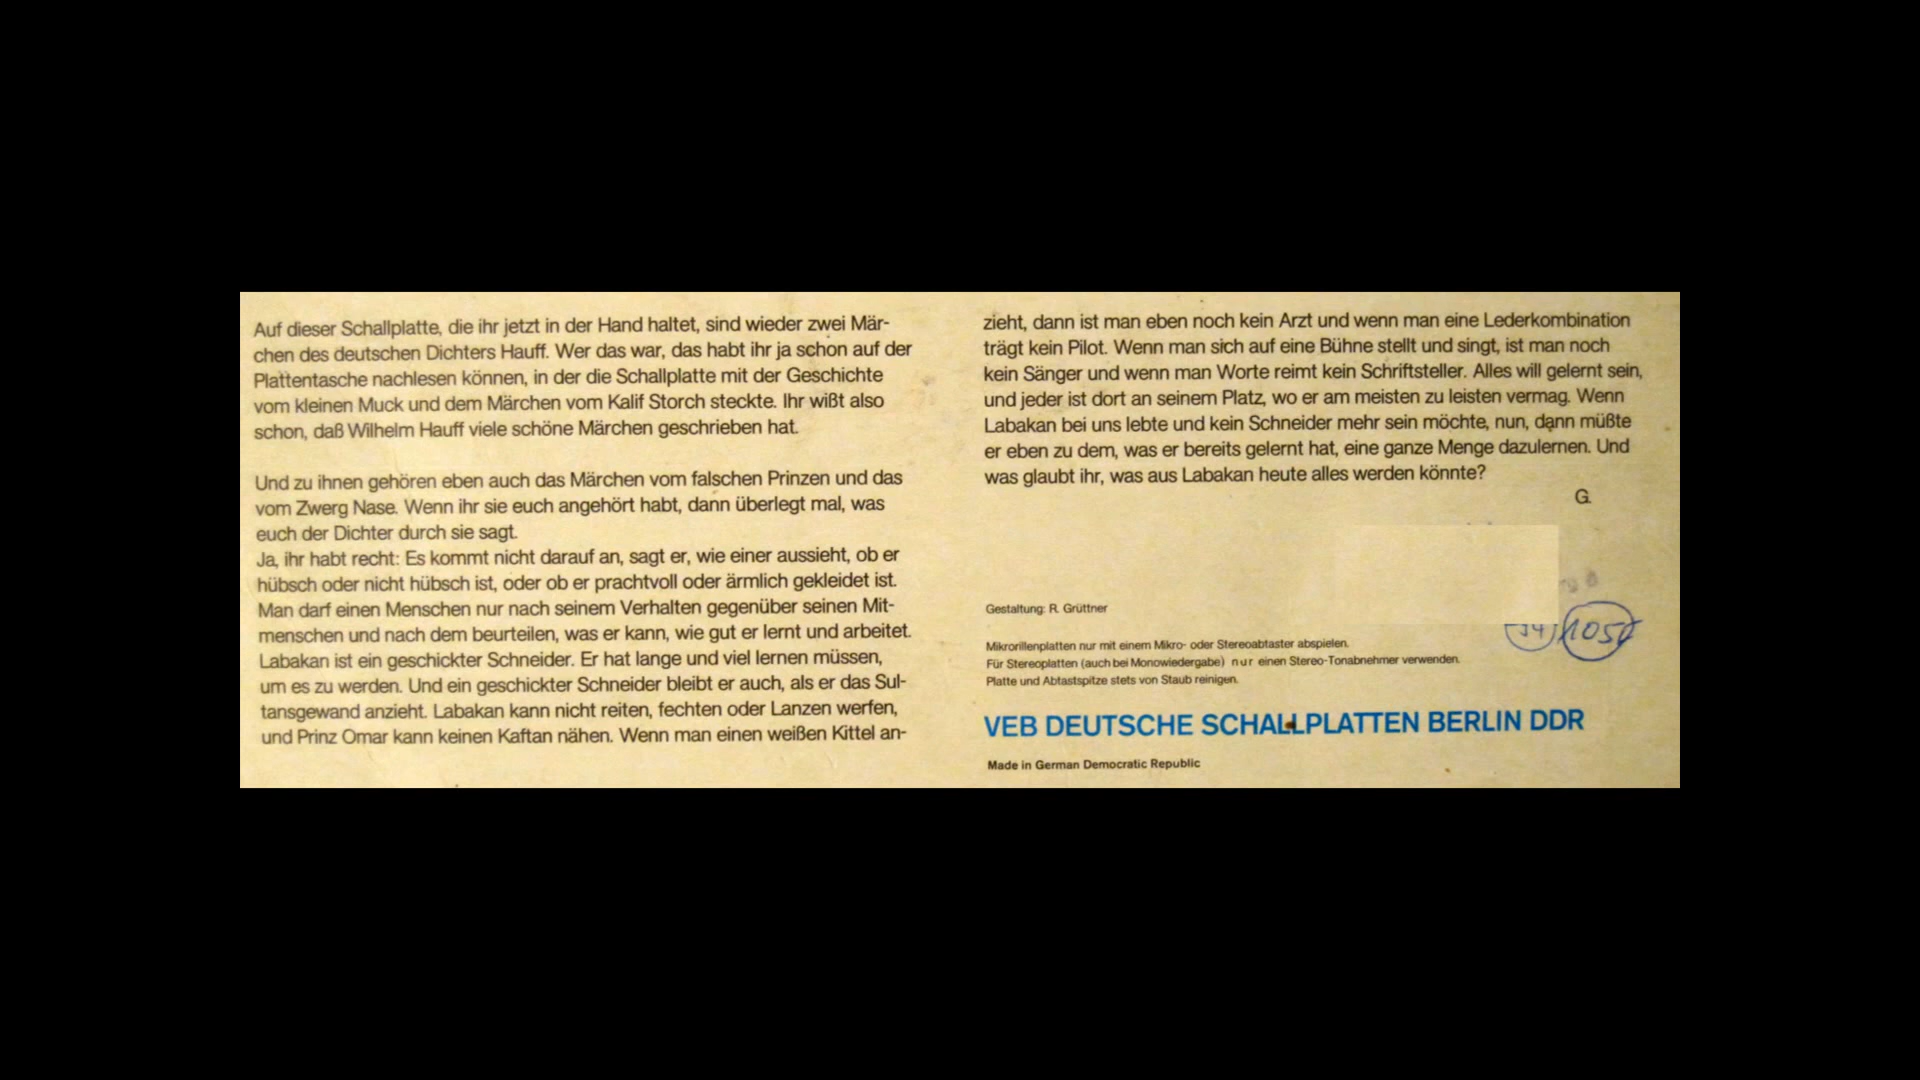 Auf dieser Schallplatte, die ihr jetzt in der Hand haltet, sind wieder zwei Mär-
chen des deutschen Dichters Hauff. Wer das war, das habt ihr ja schon auf der
Plattentasche nachlesen können, in der die Schallplatte mit der Geschichte
vom kleinen Muck und dem Märchen vom Kalif Storch steckte. Ihr wißt also
schon, daß Wilhelm Hauff viele schöne Märchen geschrieben hat.
Und zu ihnen gehören eben auch das Märchen vom falschen Prinzen und das
vom Zwerg Nase. Wenn ihr sie euch angehört habt, dann überlegt mal, was
euch der Dichter durch sie sagt.
Ja, ihr habt recht: Es kommt nicht darauf an, sagt er, wie einer aussieht, ob er
hübsch oder nicht hübsch ist, oder ob er prachtvoll oder ärmlich gekleidet ist.
Man darf einen Menschen nur nach seinem Verhalten gegenüber seinen Mit-
menschen und nach dem beurteilen, was er kann, wie gut er lernt und arbeitet.
Labakan ist ein geschickter Schneider. Er hat lange und viel lernen müssen,
um es zu werden. Und ein geschickter Schneider bleibt er auch, als er das Sul-
tansgewand anzieht. Labakan kann nicht reiten, fechten oder Lanzen werfen,
und Prinz Omar kann keinen Kaftan nähen. Wenn man einen weißen Kittel an-
zieht, dann ist man eben noch kein Arzt und wenn man eine Lederkombination
trägt kein Pilot. Wenn man sich auf eine Bühne stellt und singt, ist man noch
kein Sänger und wenn man Worte reimt kein Schriftsteller. Alles will gelernt sein,
und jeder ist dort an seinem Platz, wo er am meisten zu leisten vermag. Wenn
Labakan bei uns lebte und kein Schneider mehr sein möchte, nun, dann müßte
er eben zu dem, was er bereits gelernt hat, eine ganze Menge dazulernen. Und
was glaubt ihr, was aus Labakan heute alles werden könnte?
G.
Gestaltung: R. Grüttner
Mikrorillenplatten nur mit einem Mikro- oder Stereoabtaster abspielen.
Für Stereoplatten (auch bei Monowiedergabe) nur einen Stereo-Tonabnehmer verwenden.
Platte und Abtastspitze stets von Staub reinigen.
VEB DEUTSCHE SCHALLPLATTEN BERLIN DDR
Made in German Democratic Republic